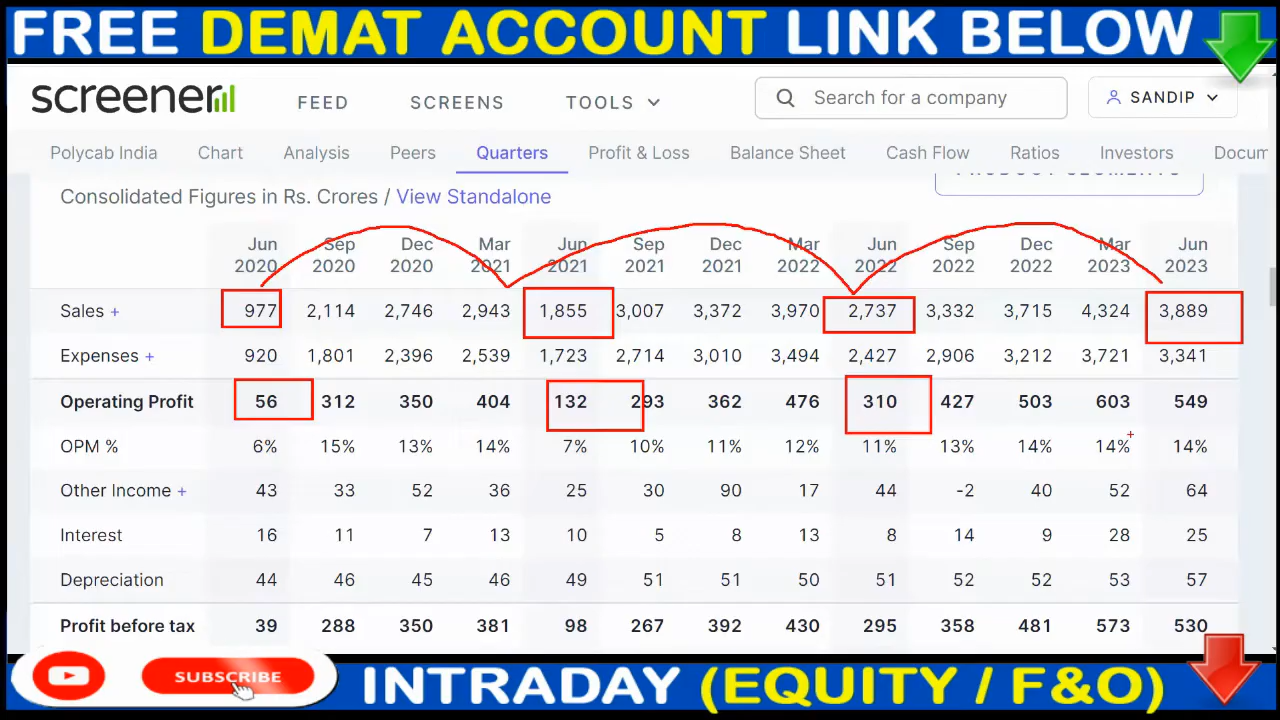 FREE DEMAT ACCOUNT LINK BELOW
screener FEED SCREENS TOOLS Search for a company SANDIP
Polycab India Chart Analysis Peers Quarters Profit & Loss Balance Sheet Cash Flow Ratios Investors Docum
PRODUCT SEGMENTS
Consolidated Figures in Rs. Crores / View Standalone
Jun Sep Dec Mar Jun Sep Dec Mar Jun Sep Dec Mar Jun
2020 2020 2020 2021 2021 2021 2021 2022 2022 2022 2022 2023 2023
Sales + 977 2,114 2,746 2,943 1,855 3,007 3,372 3,970 2,737 3,332 3,715 4,324 3,889
Expenses + 920 1,801 2,396 2,539 1,723 2,714 3,010 3,494 2,427 2,906 3,212 3,721 3,341
Operating Profit 56 312 350 404 132 293 362 476 310 427 503 603 549
OPM % 6% 15% 13% 14% 7% 10% 11% 12% 11% 13% 14% 14% 14%
Other Income + 43 33 52 36 25 30 90 17 44 -2 40 52 64
Interest 16 11 7 13 10 5 8 13 8 14 9 28 25
Depreciation 44 46 45 46 49 51 51 50 51 52 52 53 57
Profit before tax 39 288 350 381 98 267 392 430 295 358 481 573 530
SUBSCRIBE INTRADAY (EQUITY / F&O)